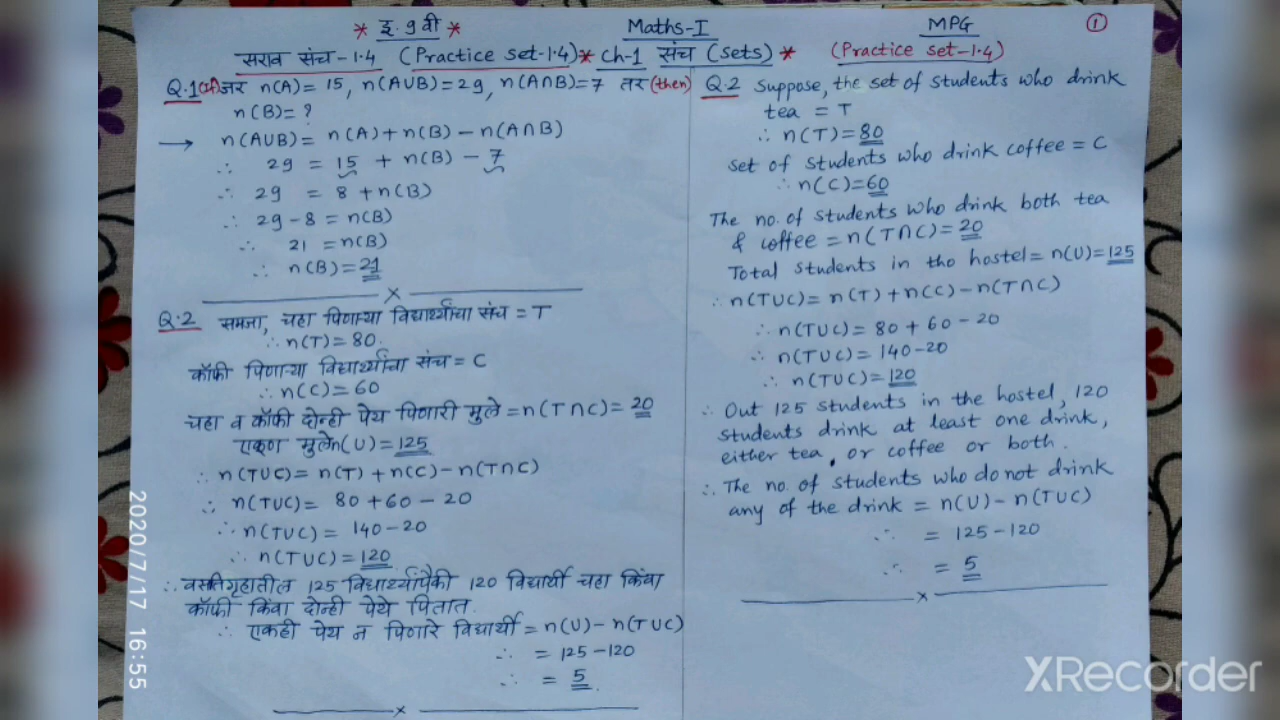 * इ. 9 वी * Maths-I MPG ①
सराव संच-1.4 (Practice set-1.4)* ch-1 संच (sets) * (Practice set-1.4)
Q.1 जर n(A) = 15, n(A∪B)=29, n(A∩B)=7 तर (then)
n(B)= ?
→ n(A∪B)= n(A)+n(B)-n(A∩B)
∴ 29 = 15 + n(B) - 7
∴ 29 = 8 + n(B)
∴ 29-8 = n(B)
∴ 21 = n(B)
∴ n(B)=21
x
Q.2 समजा, चहा पिणाऱ्या विद्यार्थ्यांचा संच = T
∴ n(T)=80.
कॉफी पिणाऱ्या विद्यार्थ्यांचा संच = C
∴ n(C)=60
चहा व कॉफी दोन्ही पेय पिणारी मुले = n(T∩C)=20
एकूण मुले n(U)=125
∴ n(T∪C)=n(T)+n(C)-n(T∩C)
∴ n(T∪C)= 80+60-20
∴ n(T∪C)= 140-20
∴ n(T∪C)=120
∴ वसतीगृहातील 125 विद्यार्थ्यांपैकी 120 विद्यार्थी चहा किंवा
कॉफी किंवा दोन्ही पेये पितात.
∴ एकही पेय न पिणारे विद्यार्थी = n(U)-n(T∪C)
∴ = 125-120
∴ = 5.
x
Q.2 Suppose, the set of students who drink
tea = T
∴ n(T)=80
set of students who drink coffee = C
∴ n(C)=60
The no. of students who drink both tea
& coffee = n(T∩C)=20
Total students in tho hostel= n(U)=125
∴ n(T∪C)= n(T)+n(C)-n(T∩C)
∴ n(T∪C)= 80+60-20
∴ n(T∪C)= 140-20
∴ n(T∪C)=120
∴ Out 125 students in the hostel, 120
students drink at least one drink,
either tea, or coffee or both.
∴ The no. of students who do not drink
any of the drink = n(U)-n(T∪C)
∴ = 125-120
∴ = 5
x
2020/7/17 16:55
XRecorder